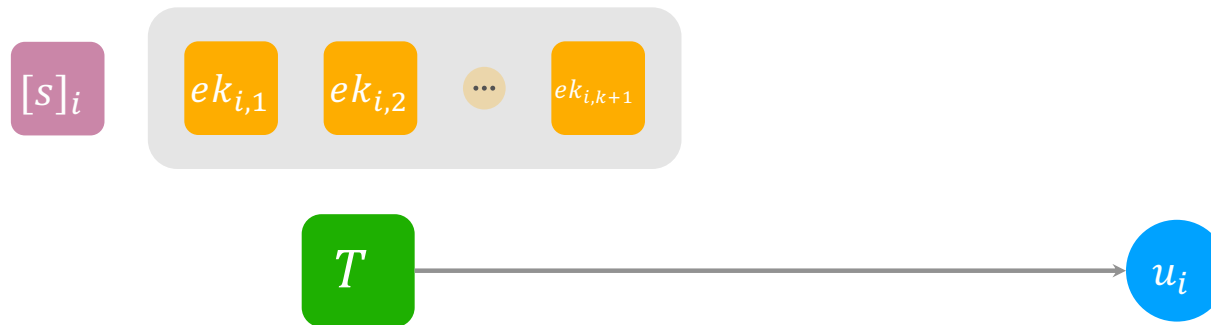 [s]_i ek_{i,1} ek_{i,2} ... ek_{i,k+1}
T u_i